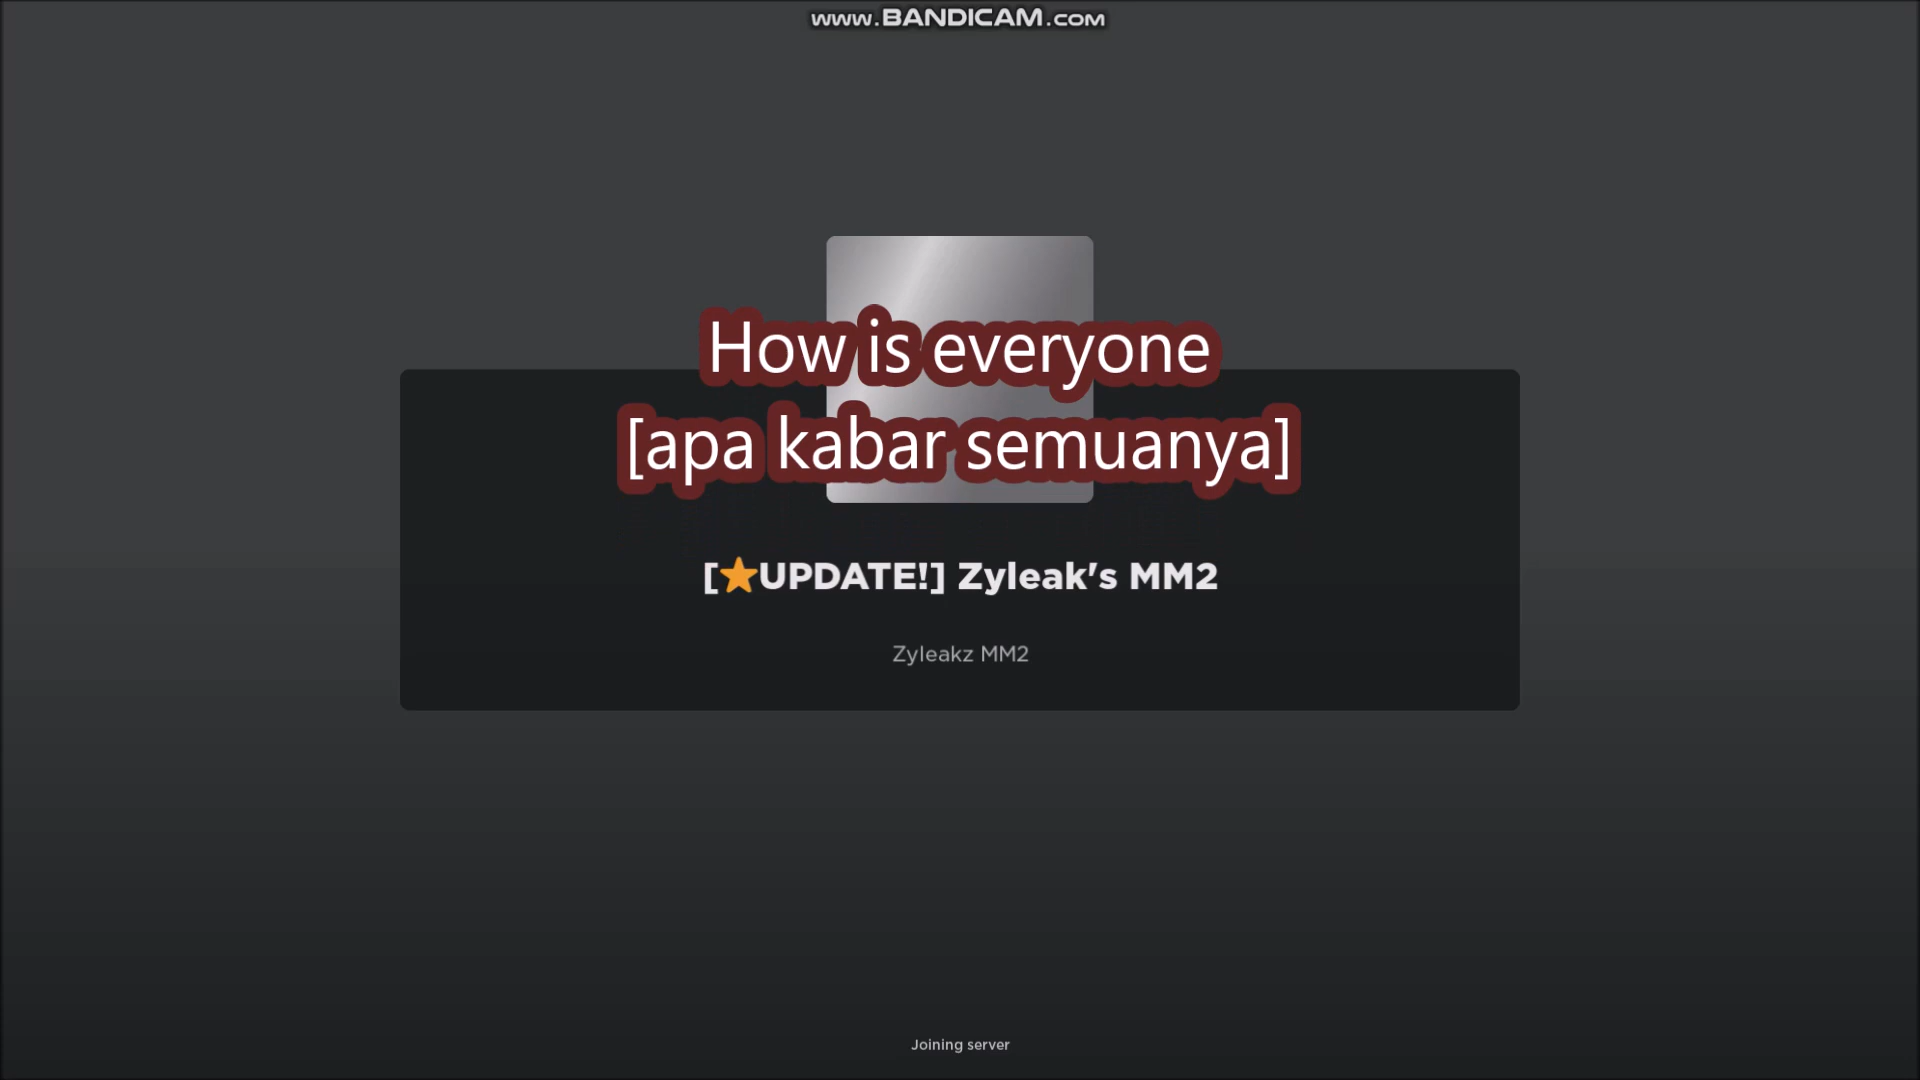 www.BANDICAM.com
How is everyone
[apa kabar semuanya]
[⭐UPDATE!] Zyleak's MM2
Zyleakz MM2
Joining server